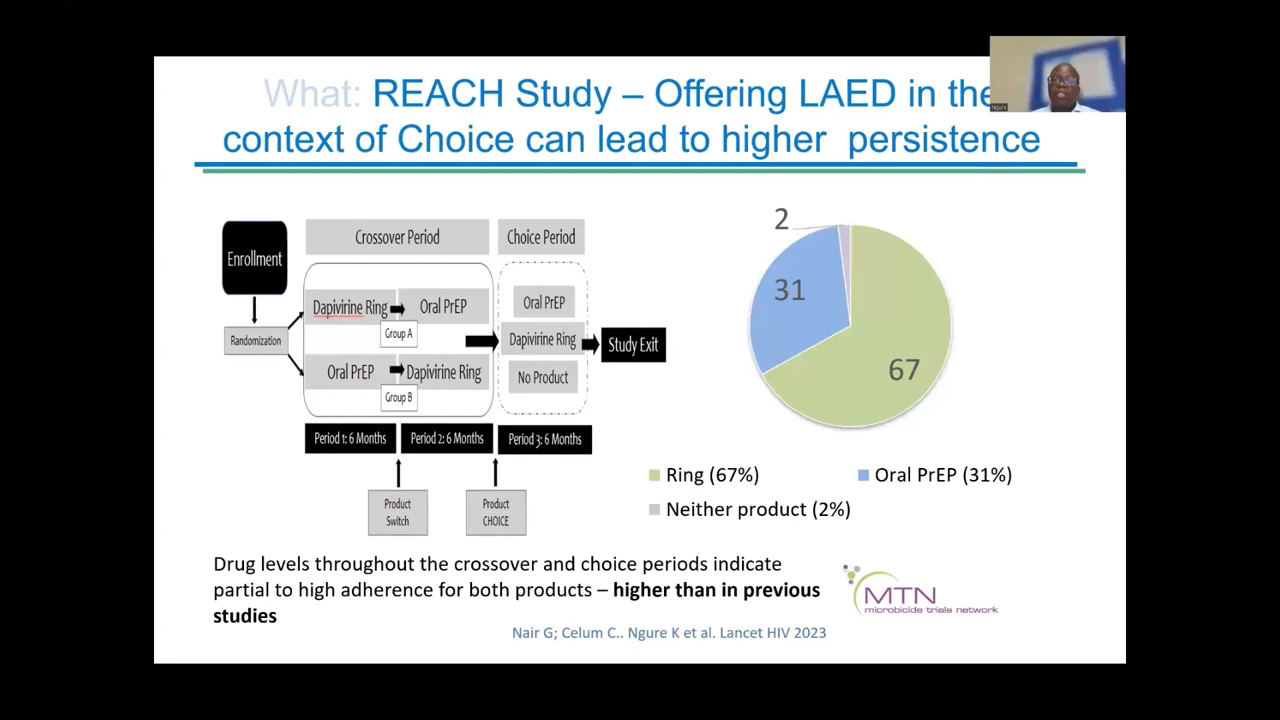 What: REACH Study – Offering LAED in the
context of Choice can lead to higher persistence
Ngure
Enrollment
Randomization
Crossover Period
Choice Period
Dapivirine Ring
Oral PrEP
Group A
Oral PrEP
Dapivirine Ring
Group B
Oral PrEP
Dapivirine Ring
No Product
Study Exit
Period 1: 6 Months
Period 2: 6 Months
Period 3: 6 Months
Product
Switch
Product
CHOICE
2
31
67
Ring (67%)
Oral PrEP (31%)
Neither product (2%)
Drug levels throughout the crossover and choice periods indicate
partial to high adherence for both products – higher than in previous
studies
MTN
microbicide trials network
Nair G; Celum C.. Ngure K et al. Lancet HIV 2023